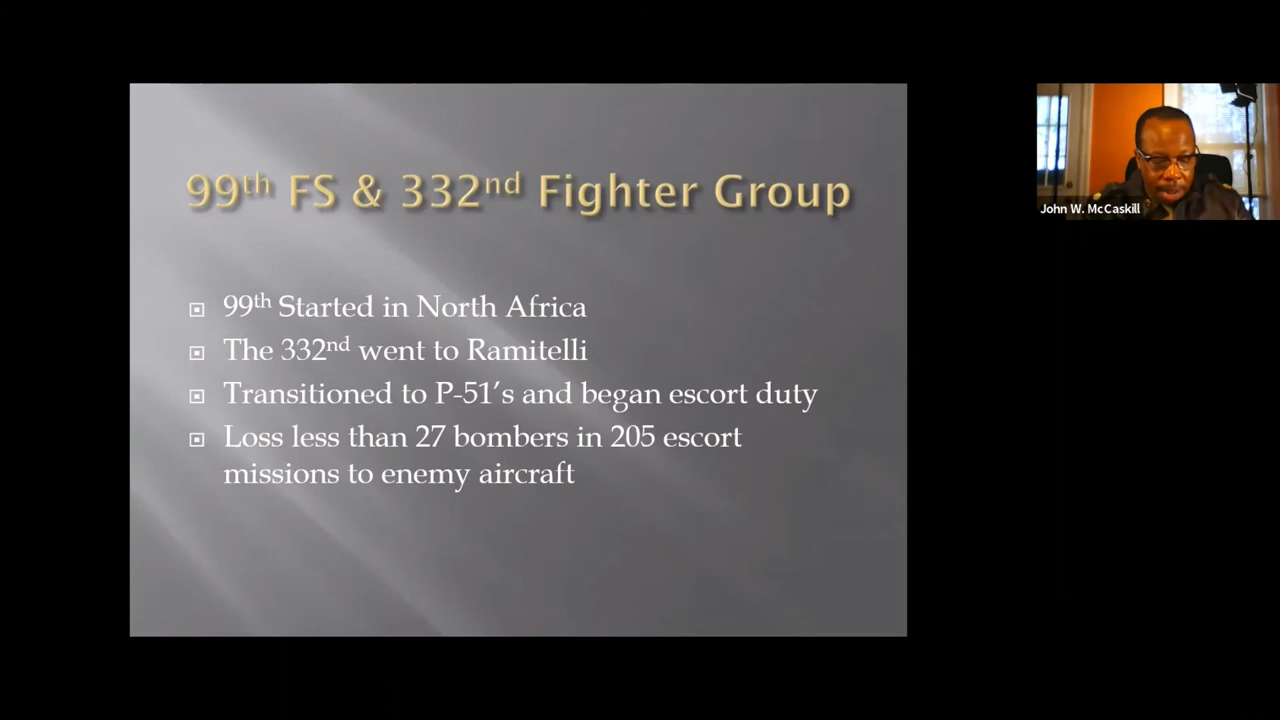 99th FS & 332nd Fighter Group
99th Started in North Africa
The 332nd went to Ramitelli
Transitioned to P-51’s and began escort duty
Loss less than 27 bombers in 205 escort
missions to enemy aircraft
John W. McCaskill